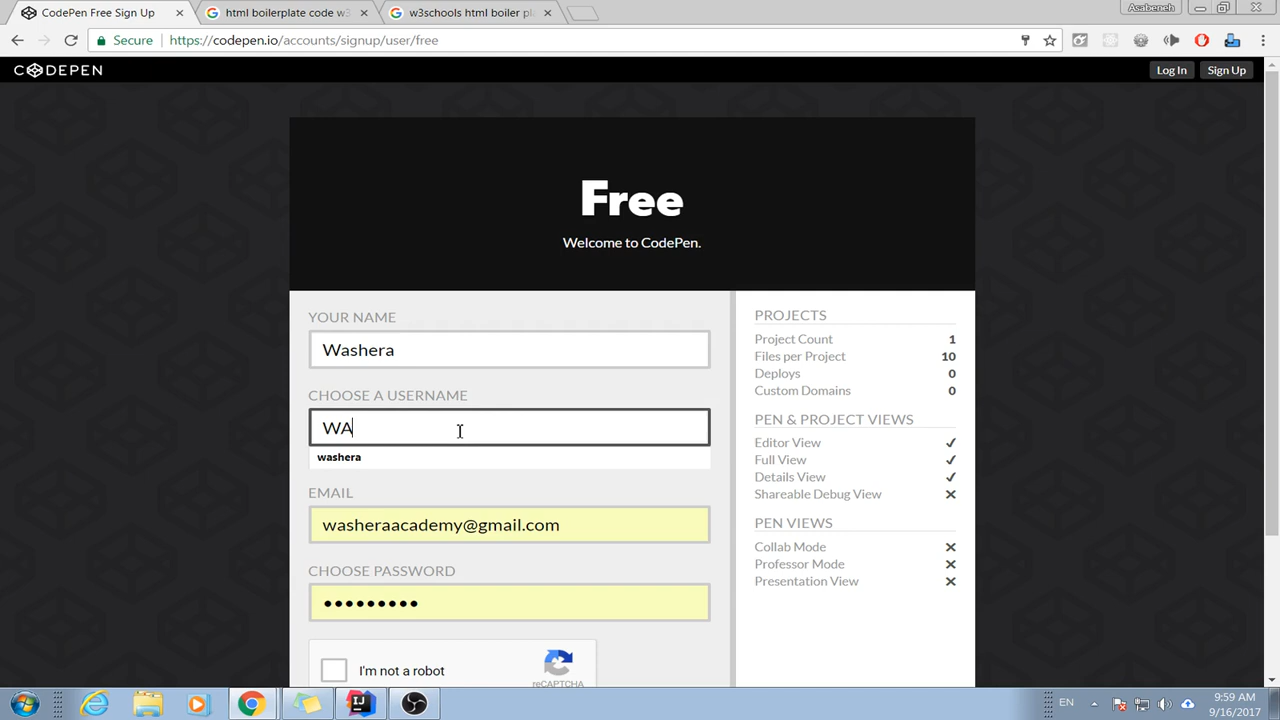 CodePen Free Sign Up
html boilerplate code w3
w3schools html boiler pl
Asabeneh
Secure
https://codepen.io/accounts/signup/user/free
CODEPEN
Log In
Sign Up
Free
Welcome to CodePen.
YOUR NAME
Washera
CHOOSE A USERNAME
WA
washera
EMAIL
washeraacademy@gmail.com
CHOOSE PASSWORD
•••••••••
I'm not a robot
reCAPTCHA
PROJECTS
Project Count 1
Files per Project 10
Deploys 0
Custom Domains 0
PEN & PROJECT VIEWS
Editor View ✓
Full View ✓
Details View ✓
Shareable Debug View ✕
PEN VIEWS
Collab Mode ✕
Professor Mode ✕
Presentation View ✕
EN
9:59 AM
9/16/2017